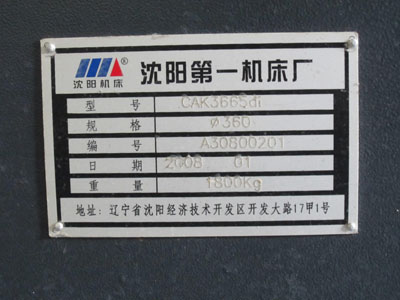 沈阳机床® 沈阳第一机床厂
型号 CAK3665di
规格 ø360
编号 A30800201
日期 2008 01
重量 1800Kg
地址: 辽宁省沈阳经济技术开发区开发大路17甲1号